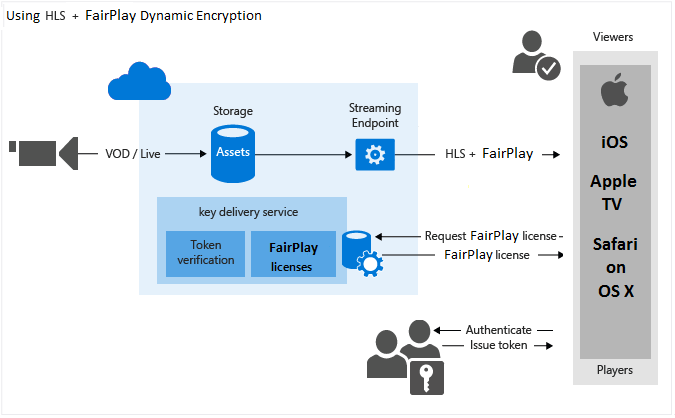 Using HLS + FairPlay Dynamic Encryption
Viewers
Storage
Streaming
Endpoint
VOD / Live
Assets
HLS + FairPlay
iOS
Apple
TV
Safari
on
OS X
key delivery service
Token
verification
FairPlay
licenses
Request FairPlay license
FairPlay license
Authenticate
Issue token
Players